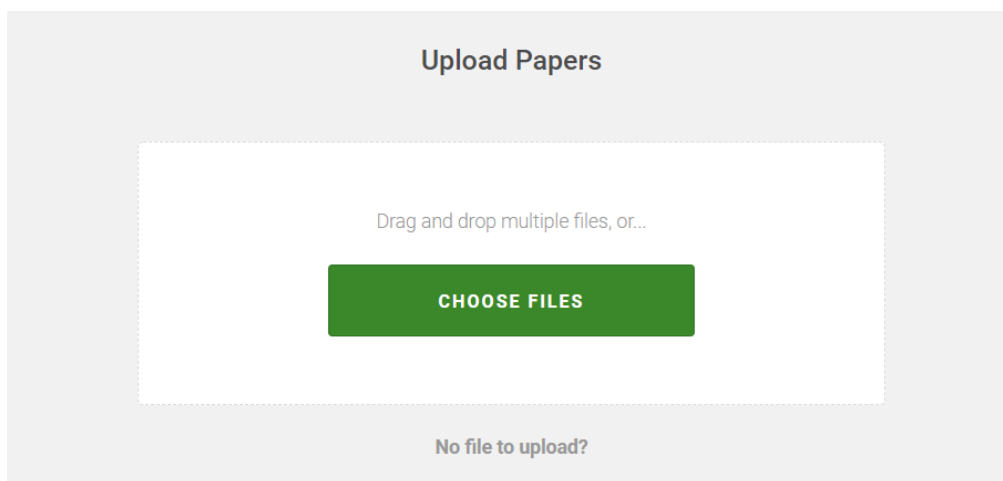 Upload Papers
Drag and drop multiple files, or...
CHOOSE FILES
No file to upload?